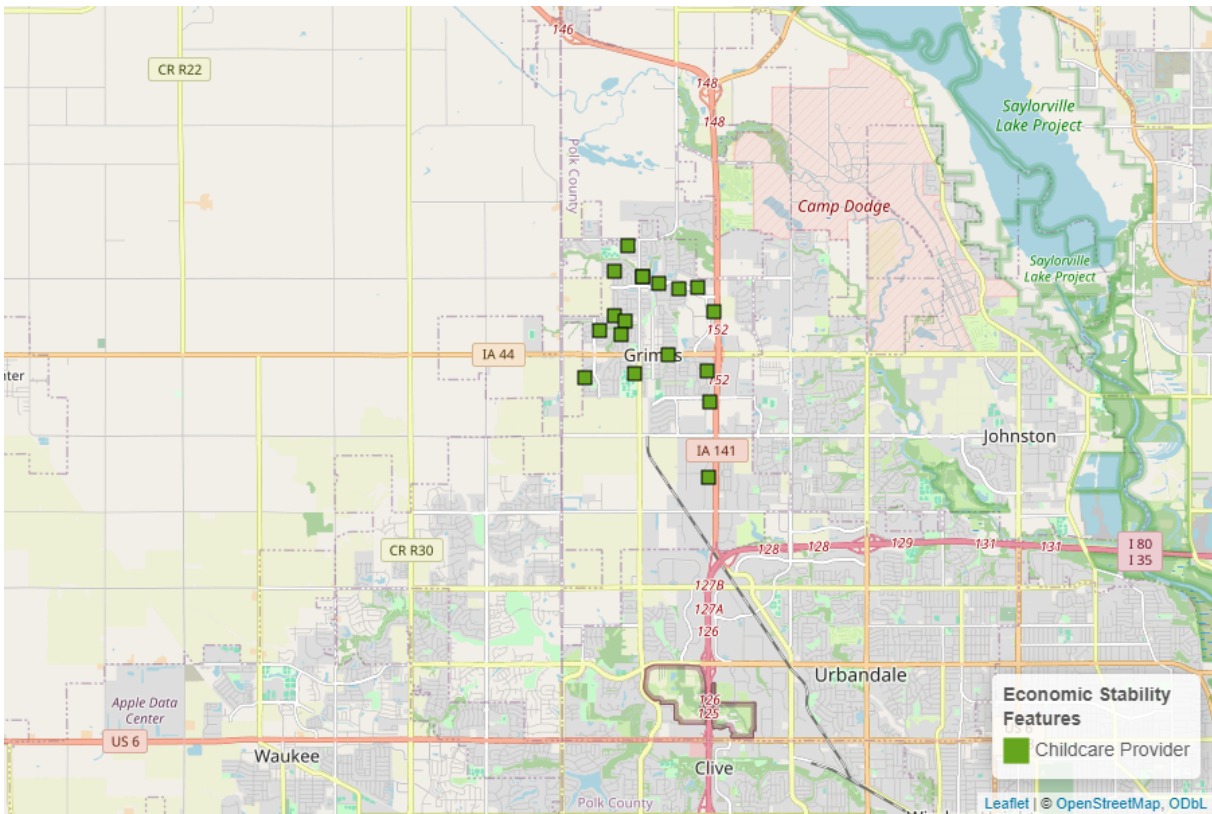 146
CR R22
148
148
Saylorville
Lake Project
Polk County
Camp Dodge
Saylorville
Lake Project
152
IA 44
Grimes
152
Johnston
IA 141
CR R30
128
128
129
131
131
I 80
I 35
127B
127A
126
Urbandale
126
125
Apple Data
Center
US 6
Waukee
Clive
Polk County
Economic Stability
Features
US 6
Childcare Provider
Leaflet | © OpenStreetMap, ODbL